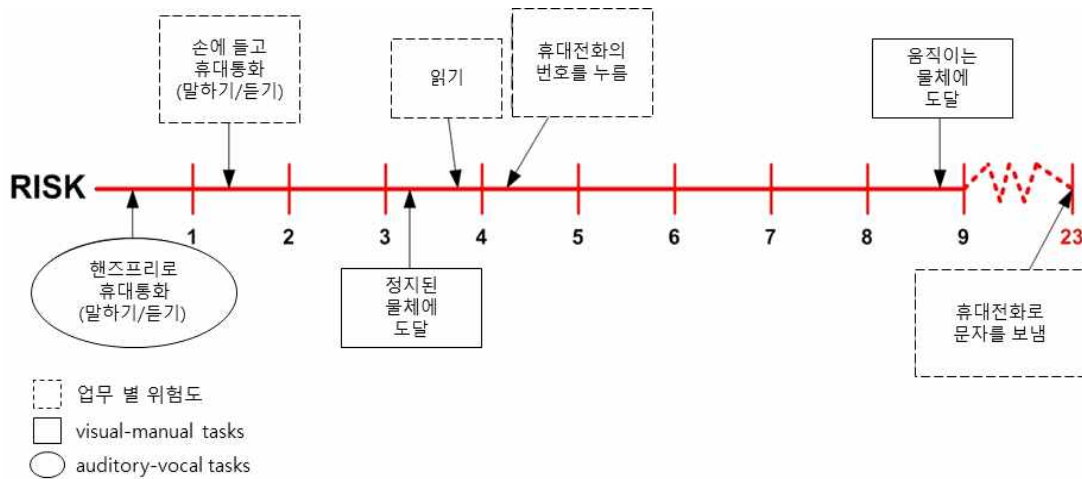 손에 들고
휴대통화
(말하기/듣기)
읽기
휴대전화의
번호를 누름
움직이는
물체에
도달
RISK
1 2 3 4 5 6 7 8 9 23
핸즈프리로
휴대통화
(말하기/듣기)
정지된
물체에
도달
휴대전화로
문자를 보냄
업무 별 위험도
visual-manual tasks
auditory-vocal tasks